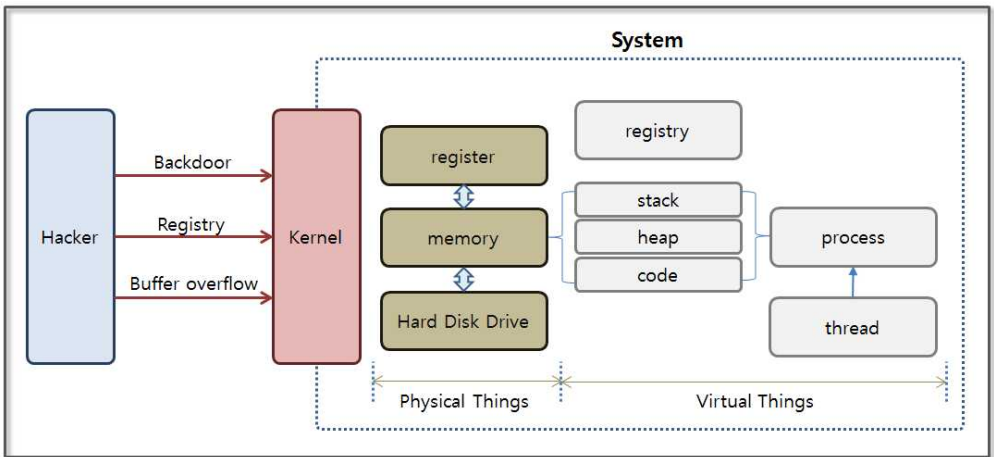 System
Hacker
Backdoor
Registry
Buffer overflow
Kernel
register
memory
Hard Disk Drive
registry
stack
heap
code
process
thread
Physical Things
Virtual Things